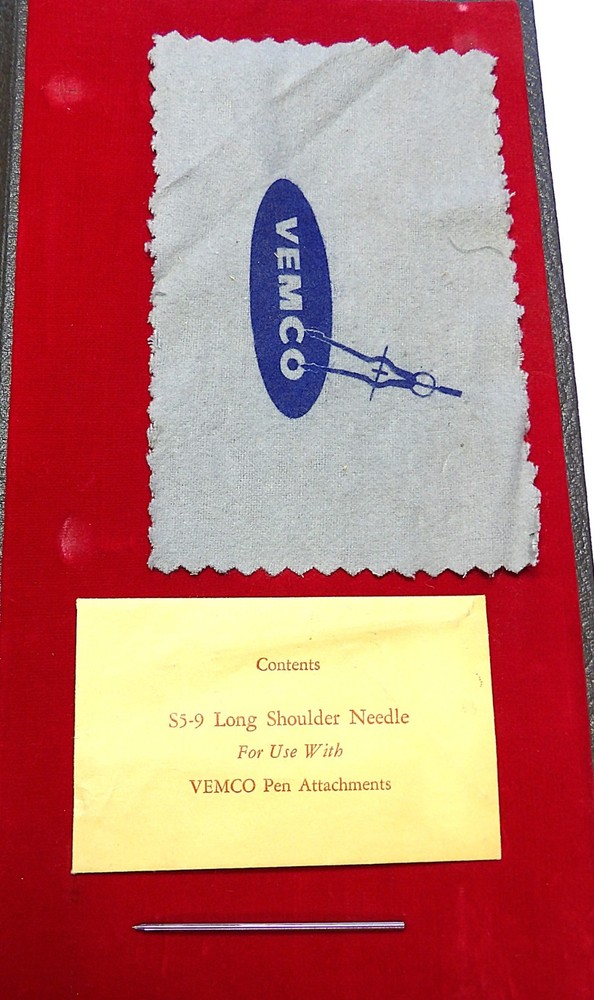 VEMCO
Contents
S5-9 Long Shoulder Needle
For Use With
VEMCO Pen Attachments